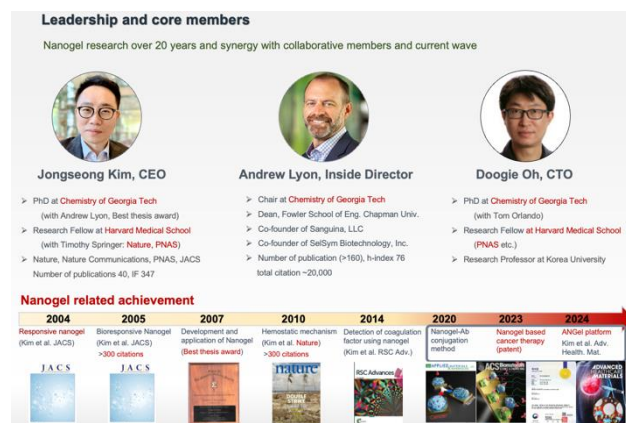 Leadership and core members
Nanogel research over 20 years and synergy with collaborative members and current wave
Jongseong Kim, CEO
➢ PhD at Chemistry of Georgia Tech
(with Andrew Lyon, Best thesis award)
➢ Research Fellow at Harvard Medical School
(with Timothy Springer: Nature, PNAS)
➢ Nature, Nature Communications, PNAS, JACS
Number of publications 40, IF 347
Andrew Lyon, Inside Director
➢ Chair at Chemistry of Georgia Tech
➢ Dean, Fowler School of Eng. Chapman Univ.
➢ Co-founder of Sanguina, LLC
➢ Co-founder of SelSym Biotechnology, Inc.
➢ Number of publication (>160), h-index 76
total citation ~20,000
Doogie Oh, CTO
➢ PhD at Chemistry of Georgia Tech
(with Tom Orlando)
➢ Research Fellow at Harvard Medical School
(PNAS etc.)
➢ Research Professor at Korea University
Nanogel related achievement
2004
Responsive nanogel
(Kim et al. JACS)
JACS
2005
Bioresponsive Nanogel
(Kim et al. JACS)
>300 citations
JACS
2007
Development and
application of Nanogel
(Best thesis award)
2010
Hemostatic mechanism
(Kim et al. Nature)
>300 citations
nature
DOUBLE
2014
Detection of coagulation
factor using nanogel
(Kim et al. RSC Adv.)
RSC Advances
2020
Nanogel-Ab
conjugation
method
2023
Nanogel based
cancer therapy
(patent)
2024
ANGel platform
Kim et al. Adv.
Health. Mat.
ADVANCED
HEALTHCARE
MATERIALS